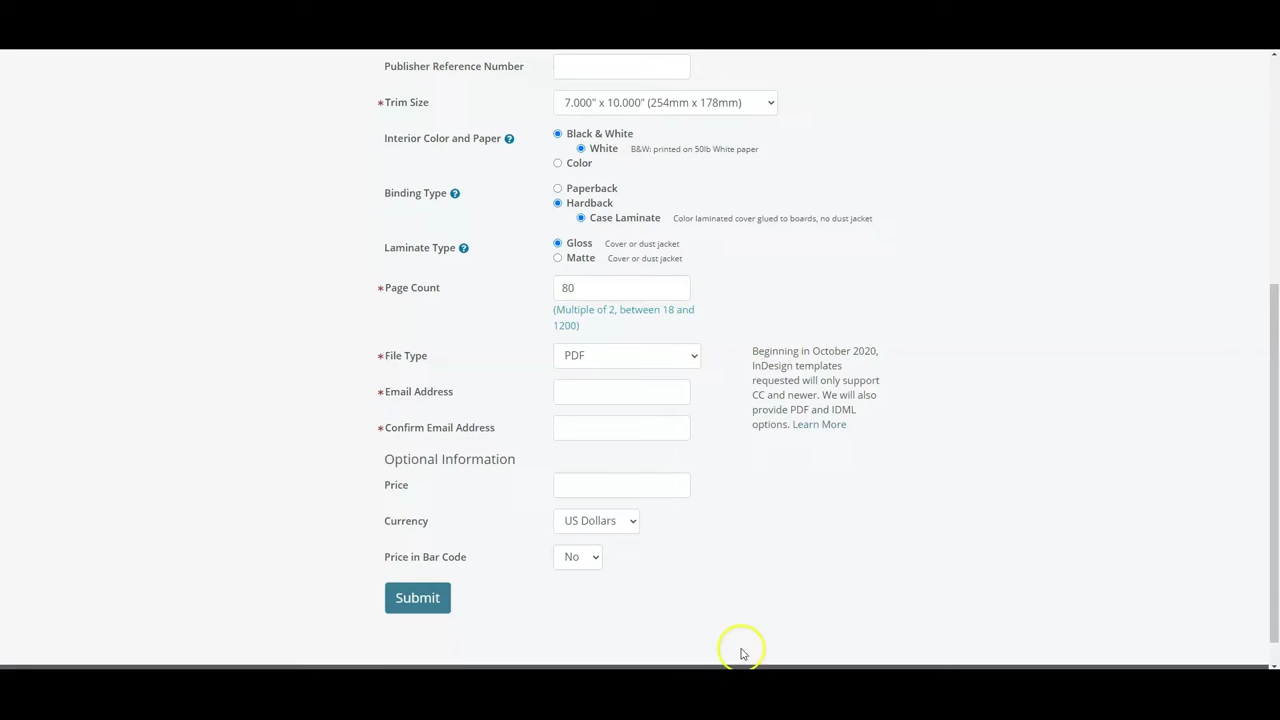 Publisher Reference Number
*Trim Size 7.000" x 10.000" (254mm x 178mm)
Interior Color and Paper ? Black & White
White B&W: printed on 50lb White paper
Color
Binding Type ? Paperback
Hardback
Case Laminate Color laminated cover glued to boards, no dust jacket
Laminate Type ? Gloss Cover or dust jacket
Matte Cover or dust jacket
*Page Count 80
(Multiple of 2, between 18 and
1200)
*File Type PDF
Beginning in October 2020,
InDesign templates
requested will only support
CC and newer. We will also
provide PDF and IDML
options. Learn More
*Email Address
*Confirm Email Address
Optional Information
Price
Currency US Dollars
Price in Bar Code No
Submit